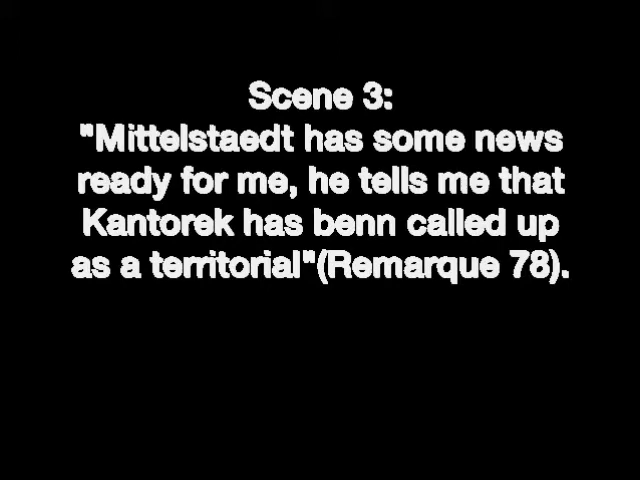 Scene 3:
"Mittelstaedt has some news
ready for me, he tells me that
Kantorek has benn called up
as a territorial"(Remarque 78).